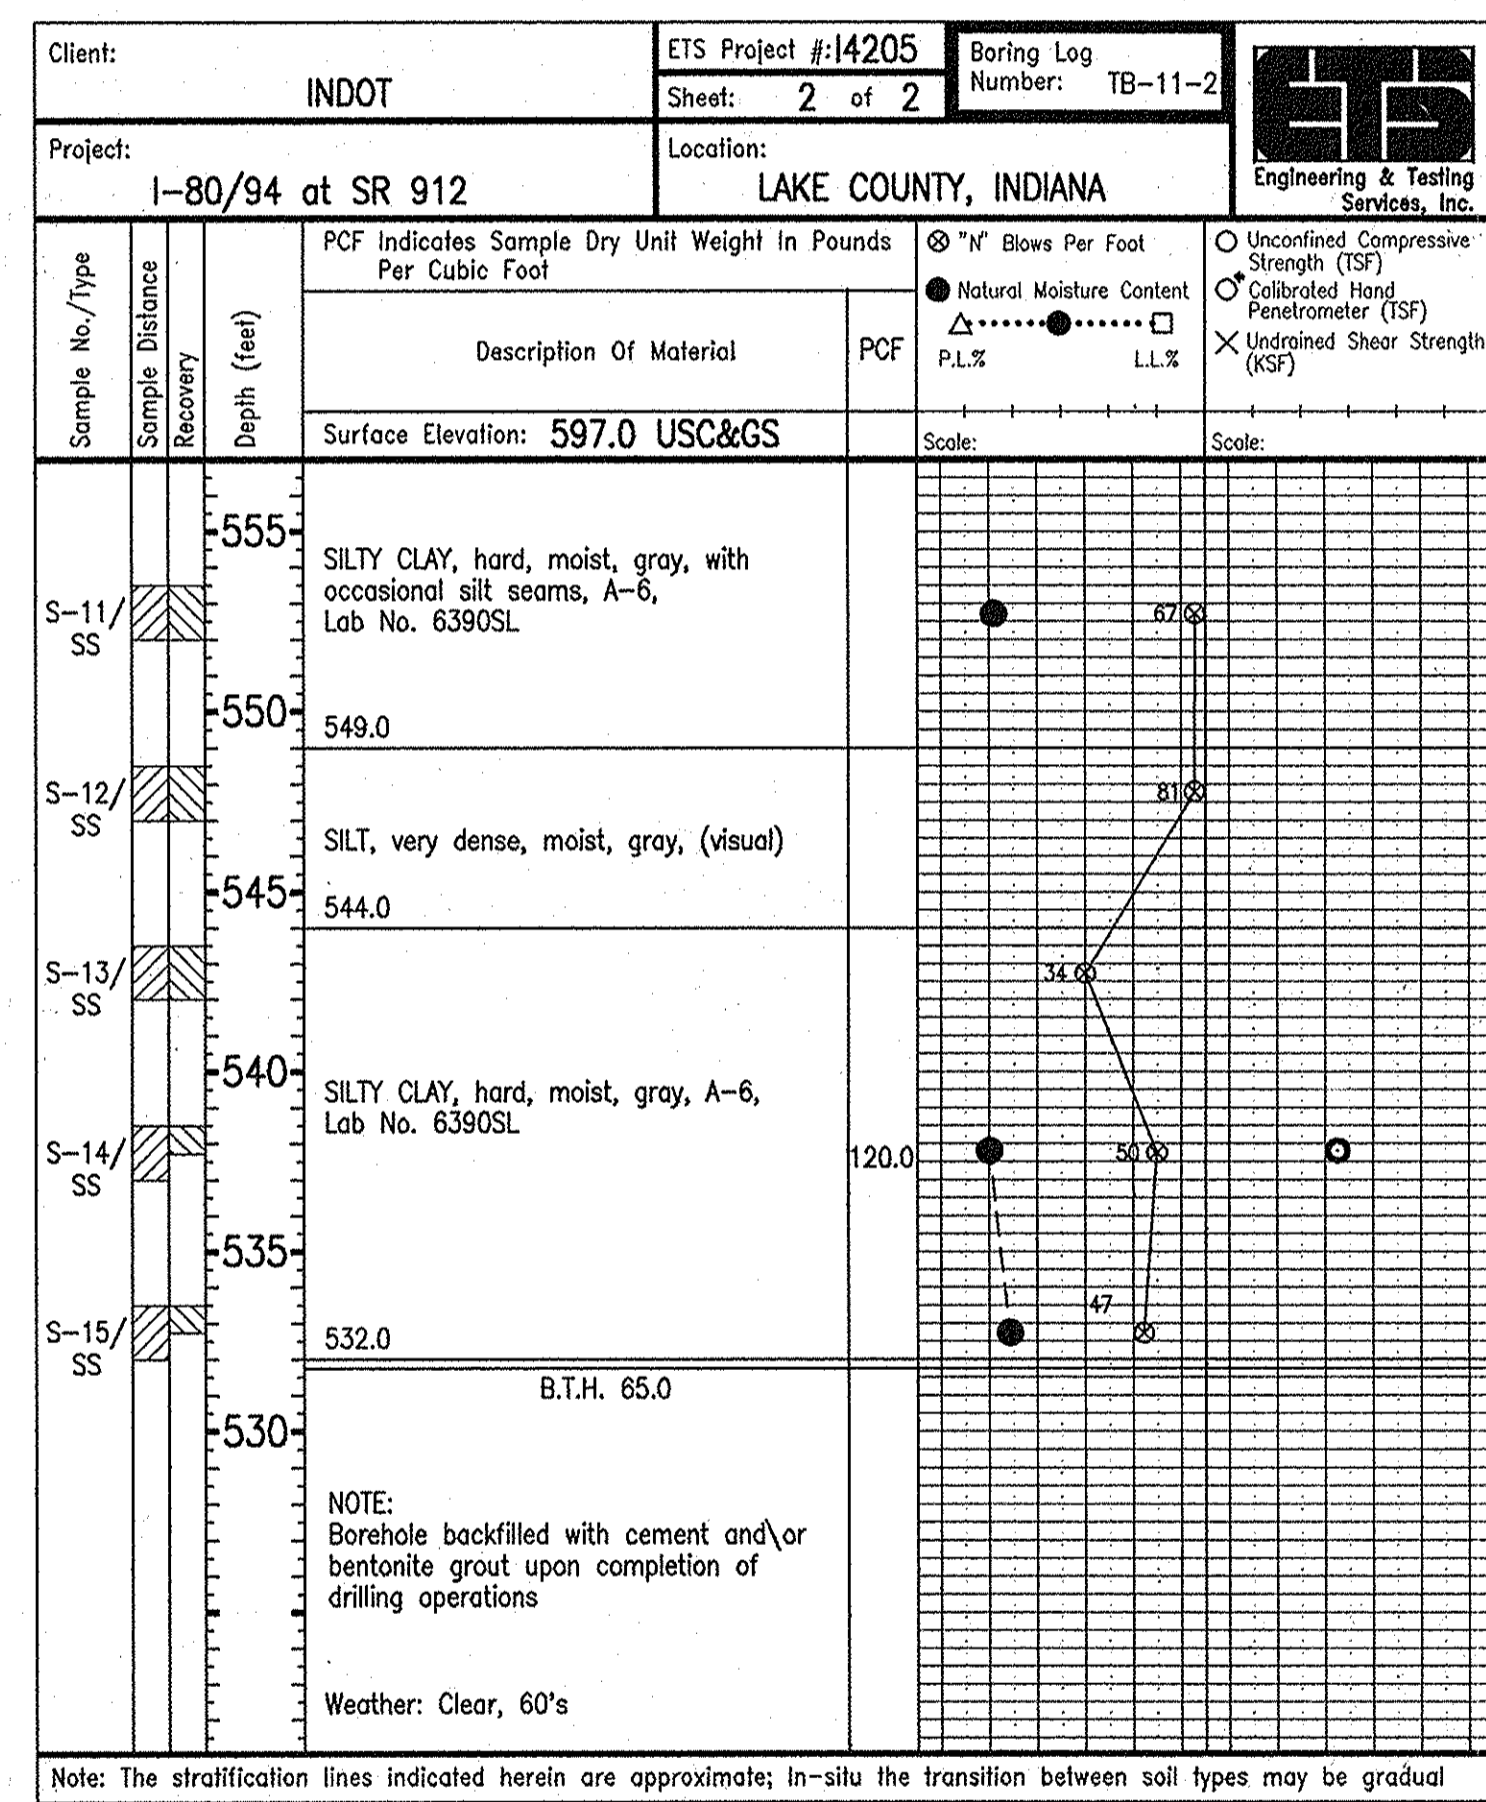 Client:
INDOT
ETS Project #:14205
Sheet: 2 of 2
Boring Log
Number: TB-11-2
ETS
Engineering & Testing
Services, Inc.
Project:
I-80/94 at SR 912
Location:
LAKE COUNTY, INDIANA
Sample No./Type
Sample Distance
Recovery
Depth (feet)
PCF Indicates Sample Dry Unit Weight In Pounds
Per Cubic Foot
Description Of Material
PCF
Surface Elevation: 597.0 USC&GS
⊗ "N" Blows Per Foot
● Natural Moisture Content
P.L.% L.L.%
Scale:
○ Unconfined Compressive
Strength (TSF)
○* Calibrated Hand
Penetrometer (TSF)
× Undrained Shear Strength
(KSF)
Scale:
555
SILTY CLAY, hard, moist, gray, with
occasional silt seams, A-6,
Lab No. 6390SL
S-11/
SS
67
550
549.0
S-12/
SS
81
SILT, very dense, moist, gray, (visual)
545
544.0
S-13/
SS
34
540
SILTY CLAY, hard, moist, gray, A-6,
Lab No. 6390SL
S-14/
SS
120.0
50
535
47
S-15/
SS
532.0
B.T.H. 65.0
530
NOTE:
Borehole backfilled with cement and\or
bentonite grout upon completion of
drilling operations
Weather: Clear, 60's
Note: The stratification lines indicated herein are approximate; In-situ the transition between soil types may be gradual